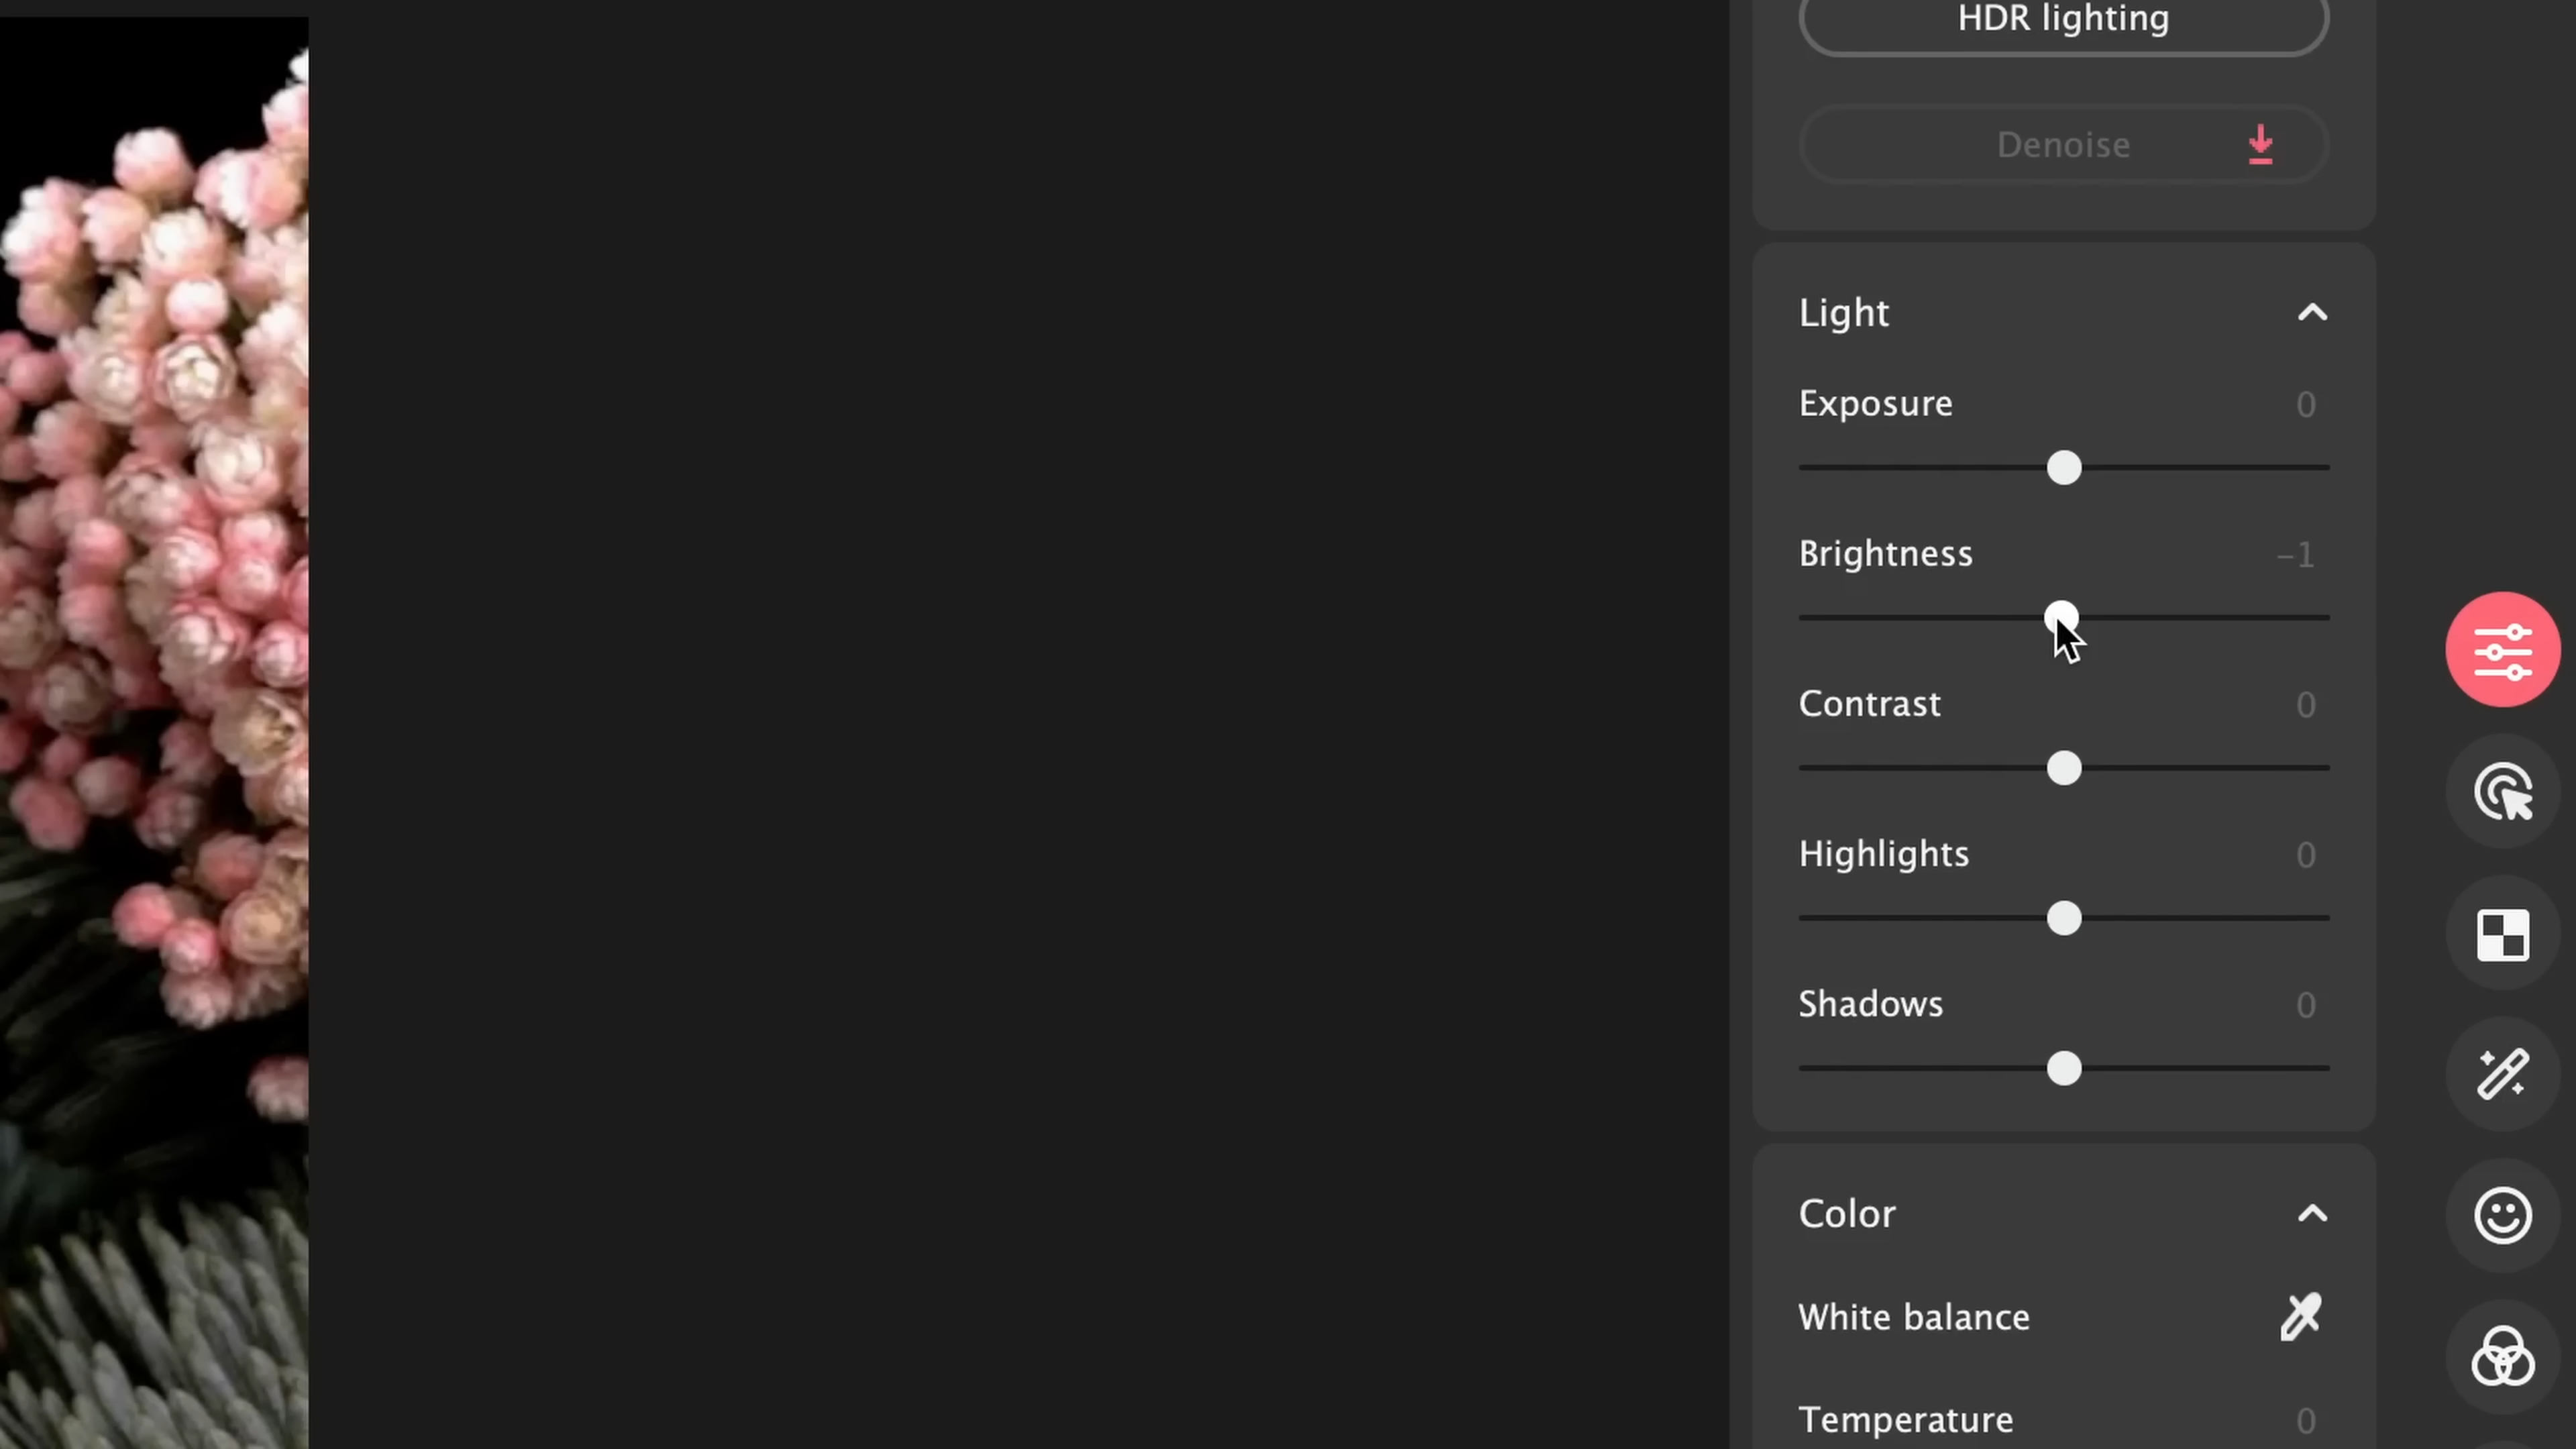 HDR lighting
Denoise
Light
Exposure 0
Brightness –1
Contrast 0
Highlights 0
Shadows 0
Color
White balance
Temperature 0